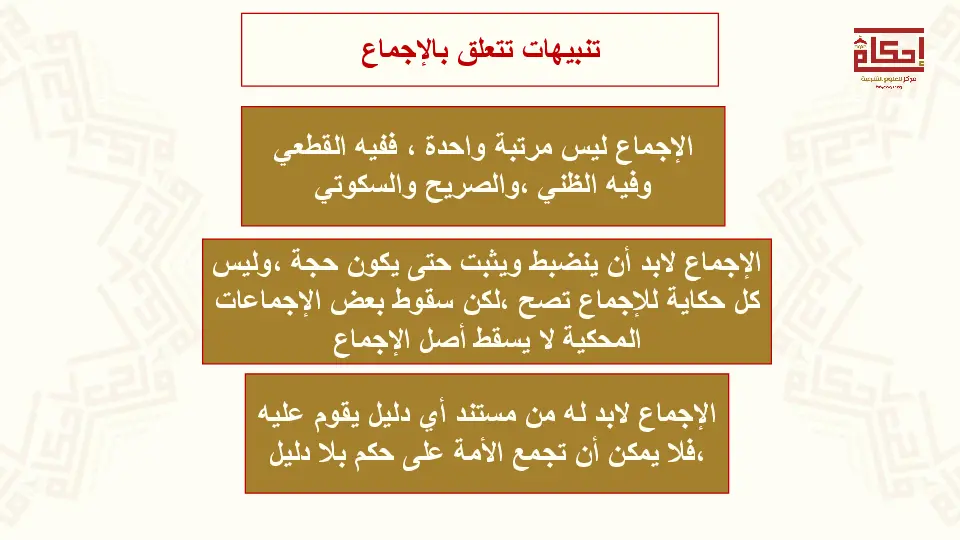 تنبيهات تتعلق بالإجماع
إحكام
مركز للعلوم الشرعية
الإجماع ليس مرتبة واحدة ، ففيه القطعي
وفيه الظني ،والصريح والسكوتي
الإجماع لابد أن ينضبط ويثبت حتى يكون حجة ،وليس
كل حكاية للإجماع تصح ،لكن سقوط بعض الإجماعات
المحكية لا يسقط أصل الإجماع
الإجماع لابد له من مستند أي دليل يقوم عليه
،فلا يمكن أن تجمع الأمة على حكم بلا دليل